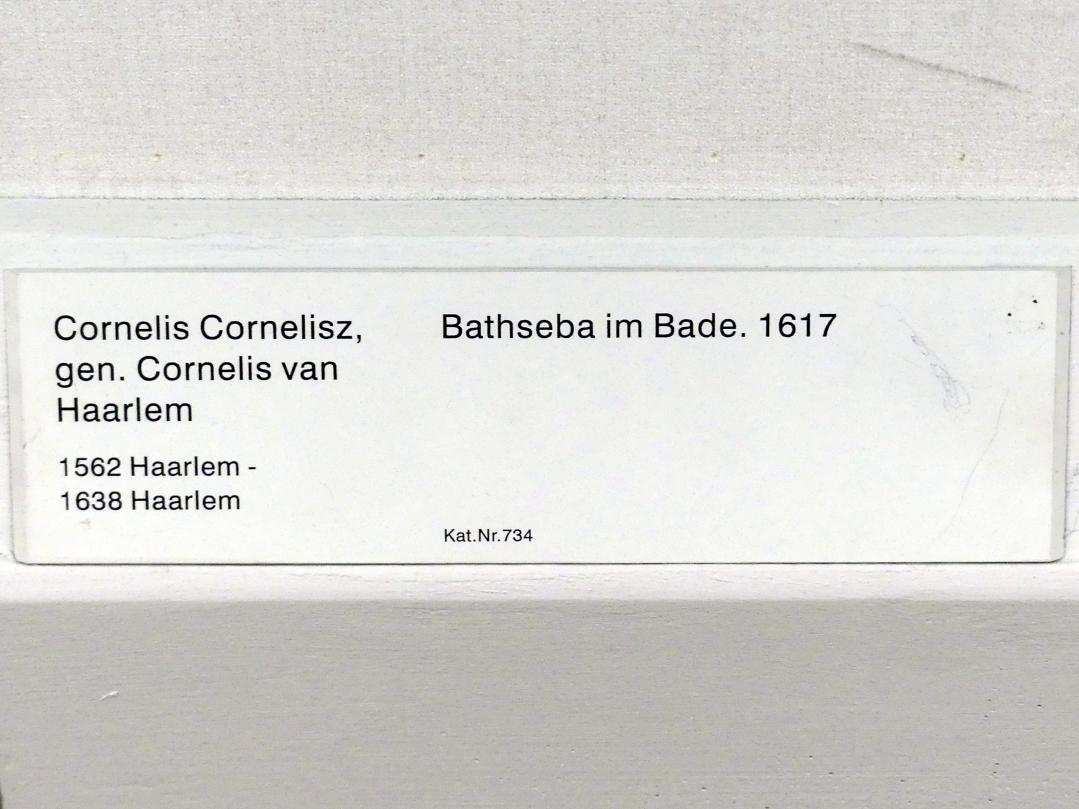 Cornelis Cornelisz,
gen. Cornelis van
Haarlem
1562 Haarlem -
1638 Haarlem
Bathseba im Bade. 1617
Kat.Nr.734